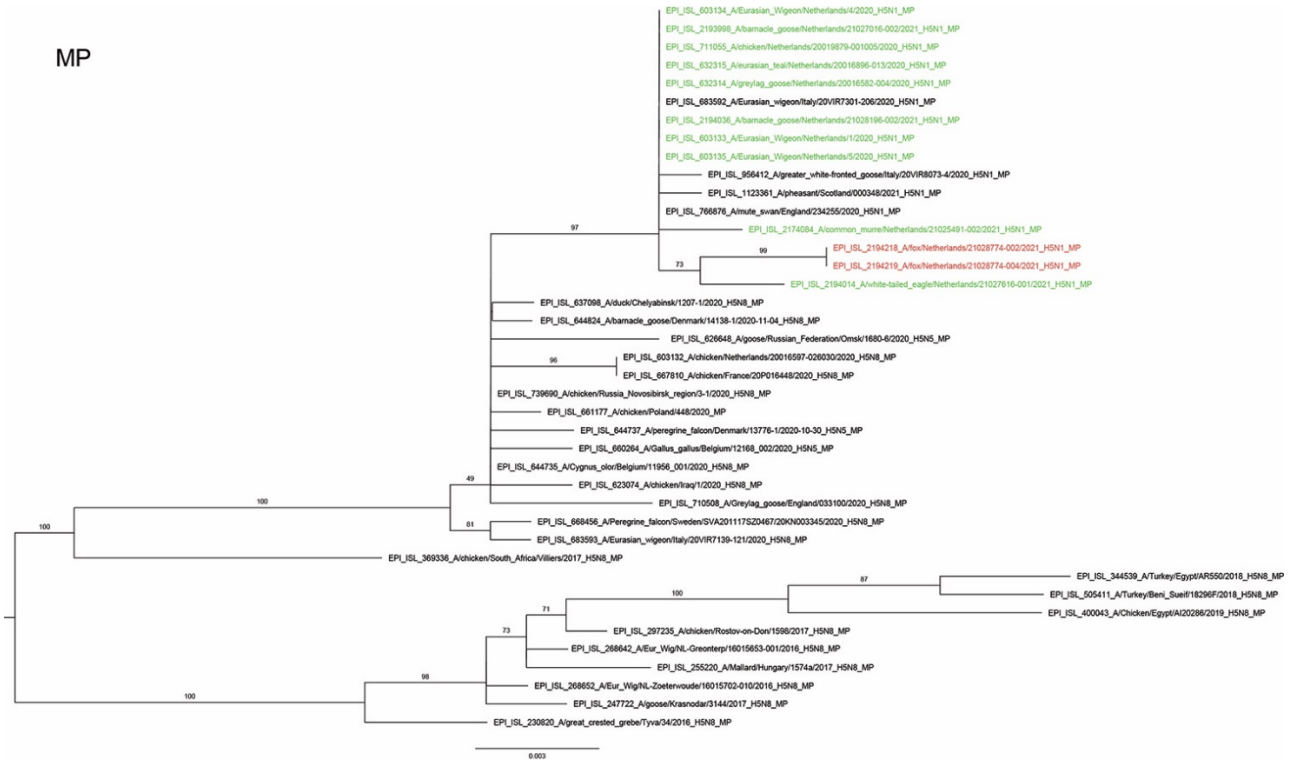 MP
EPI_ISL_603134_A/Eurasian_Wigeon/Netherlands/4/2020_H5N1_MP
EPI_ISL_2193998_A/barnacle_goose/Netherlands/21027016-002/2021_H5N1_MP
EPI_ISL_711055_A/chicken/Netherlands/20019879-001005/2020_H5N1_MP
EPI_ISL_632315_A/eurasian_teal/Netherlands/20016896-013/2020_H5N1_MP
EPI_ISL_632314_A/greylag_goose/Netherlands/20016582-004/2020_H5N1_MP
EPI_ISL_683592_A/Eurasian_wigeon/Italy/20VIR7301-206/2020_H5N1_MP
EPI_ISL_2194036_A/barnacle_goose/Netherlands/21028196-002/2021_H5N1_MP
EPI_ISL_603133_A/Eurasian_Wigeon/Netherlands/1/2020_H5N1_MP
EPI_ISL_603135_A/Eurasian_Wigeon/Netherlands/5/2020_H5N1_MP
EPI_ISL_956412_A/greater_white-fronted_goose/Italy/20VIR8073-4/2020_H5N1_MP
EPI_ISL_1123361_A/pheasant/Scotland/000348/2021_H5N1_MP
EPI_ISL_766876_A/mute_swan/England/234255/2020_H5N1_MP
97
EPI_ISL_2174084_A/common_murre/Netherlands/21025491-002/2021_H5N1_MP
99
EPI_ISL_2194218_A/fox/Netherlands/21028774-002/2021_H5N1_MP
73
EPI_ISL_2194219_A/fox/Netherlands/21028774-004/2021_H5N1_MP
EPI_ISL_2194014_A/white-tailed_eagle/Netherlands/21027616-001/2021_H5N1_MP
EPI_ISL_637098_A/duck/Chelyabinsk/1207-1/2020_H5N8_MP
EPI_ISL_644824_A/barnacle_goose/Denmark/14138-1/2020-11-04_H5N8_MP
EPI_ISL_626648_A/goose/Russian_Federation/Omsk/1680-6/2020_H5N5_MP
96
EPI_ISL_603132_A/chicken/Netherlands/20016597-026030/2020_H5N8_MP
EPI_ISL_667810_A/chicken/France/20P016448/2020_H5N8_MP
EPI_ISL_739690_A/chicken/Russia_Novosibirsk_region/3-1/2020_H5N8_MP
EPI_ISL_661177_A/chicken/Poland/448/2020_MP
EPI_ISL_644737_A/peregrine_falcon/Denmark/13776-1/2020-10-30_H5N5_MP
EPI_ISL_660264_A/Gallus_gallus/Belgium/12168_002/2020_H5N5_MP
EPI_ISL_644735_A/Cygnus_olor/Belgium/11956_001/2020_H5N8_MP
49
EPI_ISL_623074_A/chicken/Iraq/1/2020_H5N8_MP
100
EPI_ISL_710508_A/Greylag_goose/England/033100/2020_H5N8_MP
81
EPI_ISL_668456_A/Peregrine_falcon/Sweden/SVA201117SZ0467/20KN003345/2020_H5N8_MP
100
EPI_ISL_683593_A/Eurasian_wigeon/Italy/20VIR7139-121/2020_H5N8_MP
EPI_ISL_369336_A/chicken/South_Africa/Villiers/2017_H5N8_MP
87
EPI_ISL_344539_A/Turkey/Egypt/AR550/2018_H5N8_MP
100
EPI_ISL_505411_A/Turkey/Beni_Sueif/18296F/2018_H5N8_MP
71
EPI_ISL_400043_A/Chicken/Egypt/AI20286/2019_H5N8_MP
73
EPI_ISL_297235_A/chicken/Rostov-on-Don/1598/2017_H5N8_MP
EPI_ISL_268642_A/Eur_Wig/NL-Greonterp/16015653-001/2016_H5N8_MP
EPI_ISL_255220_A/Mallard/Hungary/1574a/2017_H5N8_MP
98
EPI_ISL_268652_A/Eur_Wig/NL-Zoeterwoude/16015702-010/2016_H5N8_MP
100
EPI_ISL_247722_A/goose/Krasnodar/3144/2017_H5N8_MP
EPI_ISL_230820_A/great_crested_grebe/Tyva/34/2016_H5N8_MP
0.003